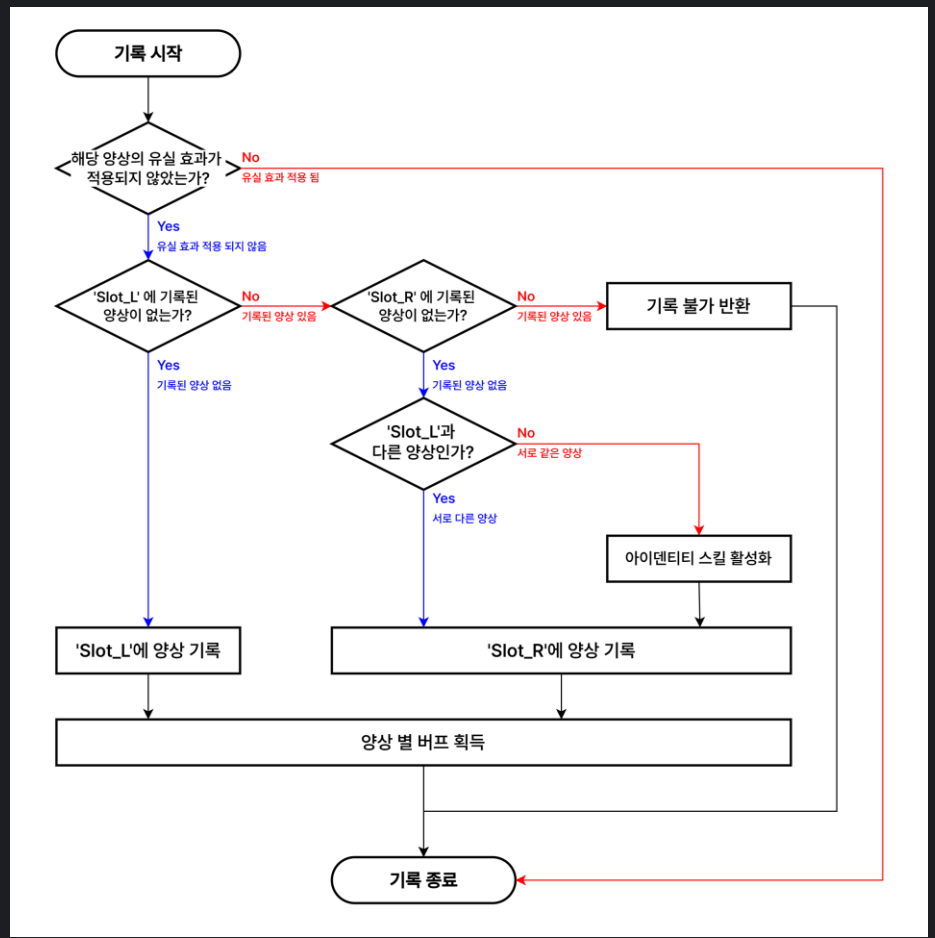 기록 시작
해당 양상의 유실 효과가
적용되지 않았는가?
No
유실 효과 적용 됨
Yes
유실 효과 적용 되지 않음
'Slot_L' 에 기록된
양상이 없는가?
No
기록된 양상 있음
'Slot_R' 에 기록된
양상이 없는가?
No
기록된 양상 있음
기록 불가 반환
Yes
기록된 양상 없음
Yes
기록된 양상 없음
'Slot_L'과
다른 양상인가?
No
서로 같은 양상
Yes
서로 다른 양상
아이덴티티 스킬 활성화
'Slot_L'에 양상 기록
'Slot_R'에 양상 기록
양상 별 버프 획득
기록 종료